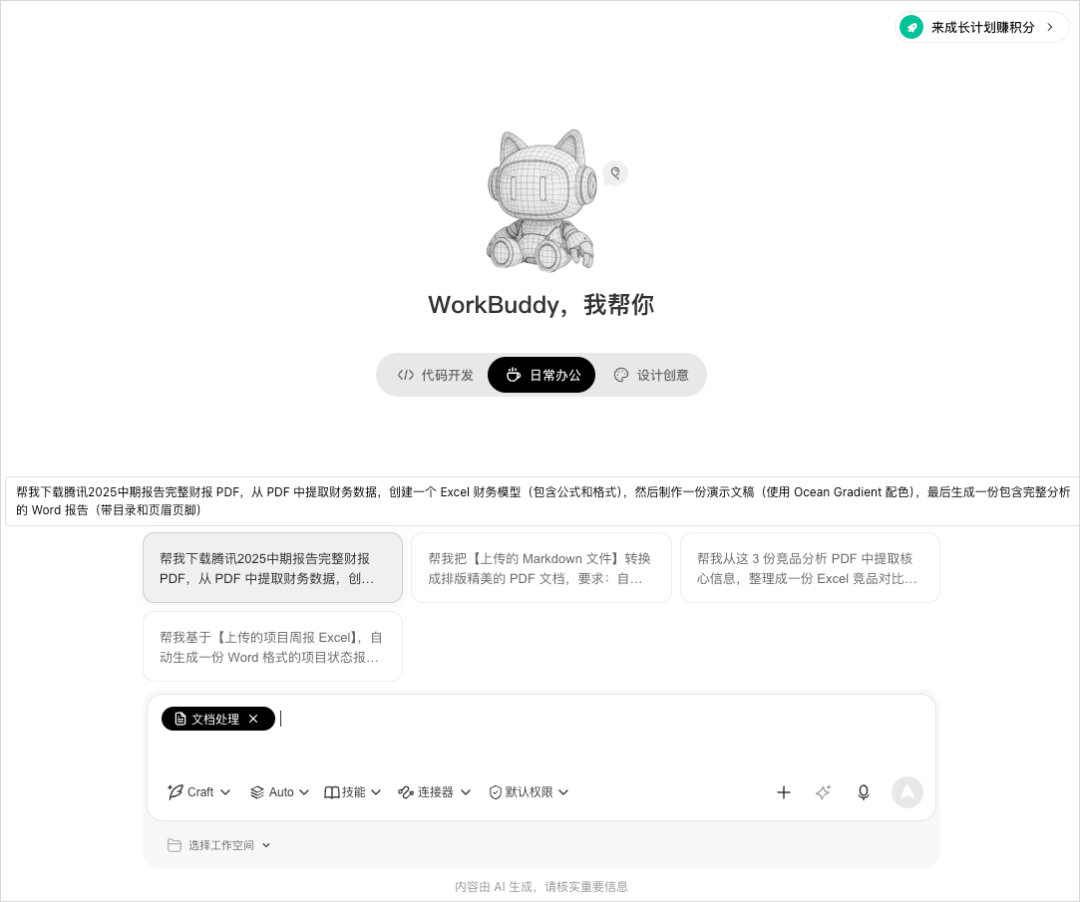 来成长计划赚积分
WorkBuddy，我帮你
代码开发
日常办公
设计创意
帮我下载腾讯2025中期报告完整财报 PDF，从 PDF 中提取财务数据，创建一个 Excel 财务模型（包含公式和格式），然后制作一份演示文稿（使用 Ocean Gradient 配色），最后生成一份包含完整分析
的 Word 报告（带目录和页眉页脚）
帮我下载腾讯2025中期报告完整财报
PDF，从 PDF 中提取财务数据，创...
帮我把【上传的 Markdown 文件】转换
成排版精美的 PDF 文档，要求：自...
帮我从这 3 份竞品分析 PDF 中提取核
心信息，整理成一份 Excel 竞品对比...
帮我基于【上传的项目周报 Excel】，自
动生成一份 Word 格式的项目状态报...
文档处理
Craft
Auto
技能
连接器
默认权限
选择工作空间
内容由 AI 生成，请核实重要信息